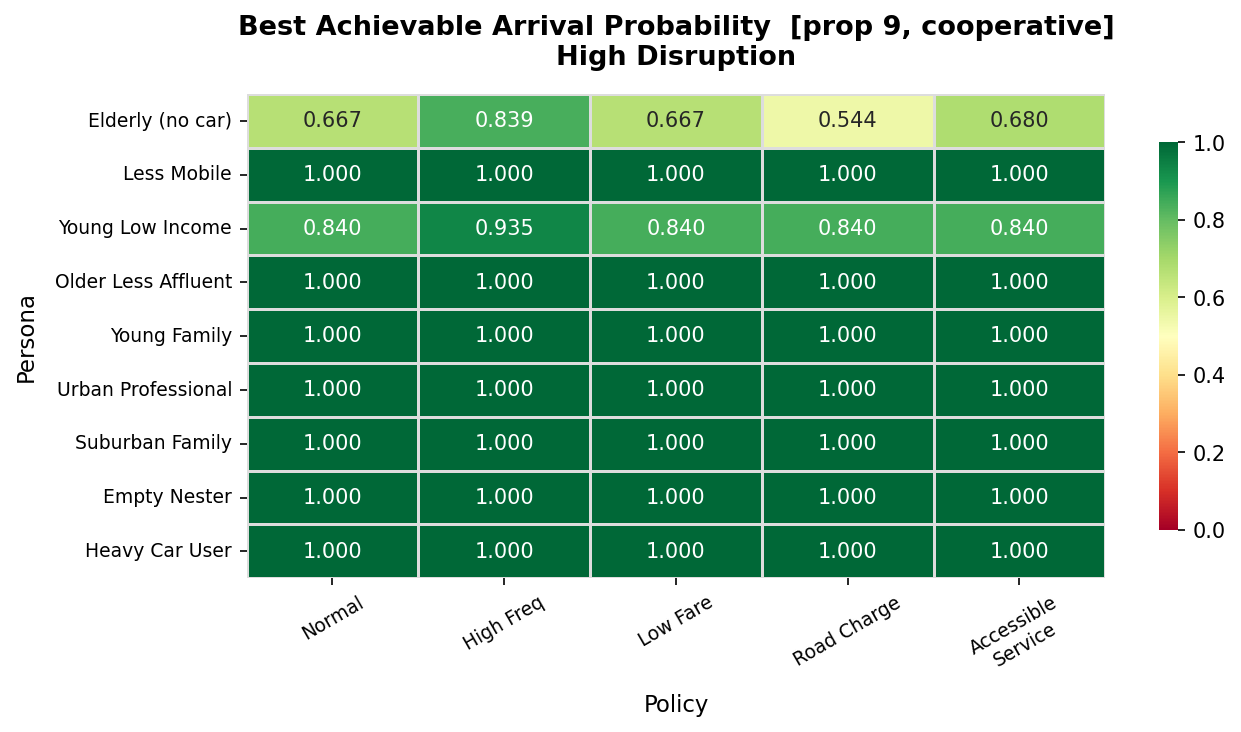 Best Achievable Arrival Probability  [prop 9, cooperative]
High Disruption
Persona
Elderly (no car) 0.667 0.839 0.667 0.544 0.680
Less Mobile 1.000 1.000 1.000 1.000 1.000
Young Low Income 0.840 0.935 0.840 0.840 0.840
Older Less Affluent 1.000 1.000 1.000 1.000 1.000
Young Family 1.000 1.000 1.000 1.000 1.000
Urban Professional 1.000 1.000 1.000 1.000 1.000
Suburban Family 1.000 1.000 1.000 1.000 1.000
Empty Nester 1.000 1.000 1.000 1.000 1.000
Heavy Car User 1.000 1.000 1.000 1.000 1.000
Normal
High Freq
Low Fare
Road Charge
Accessible
Service
Policy
1.0
0.8
0.6
0.4
0.2
0.0